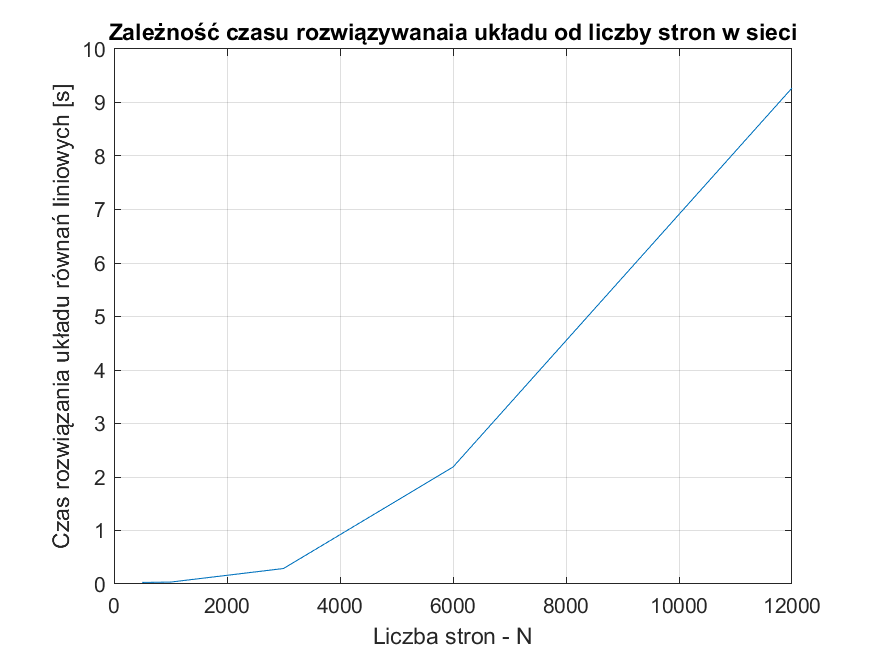 Zależność czasu rozwiązywanaia układu od liczby stron w sieci
Czas rozwiązania układu równań liniowych [s]
10
9
8
7
6
5
4
3
2
1
0
0 2000 4000 6000 8000 10000 12000
Liczba stron - N